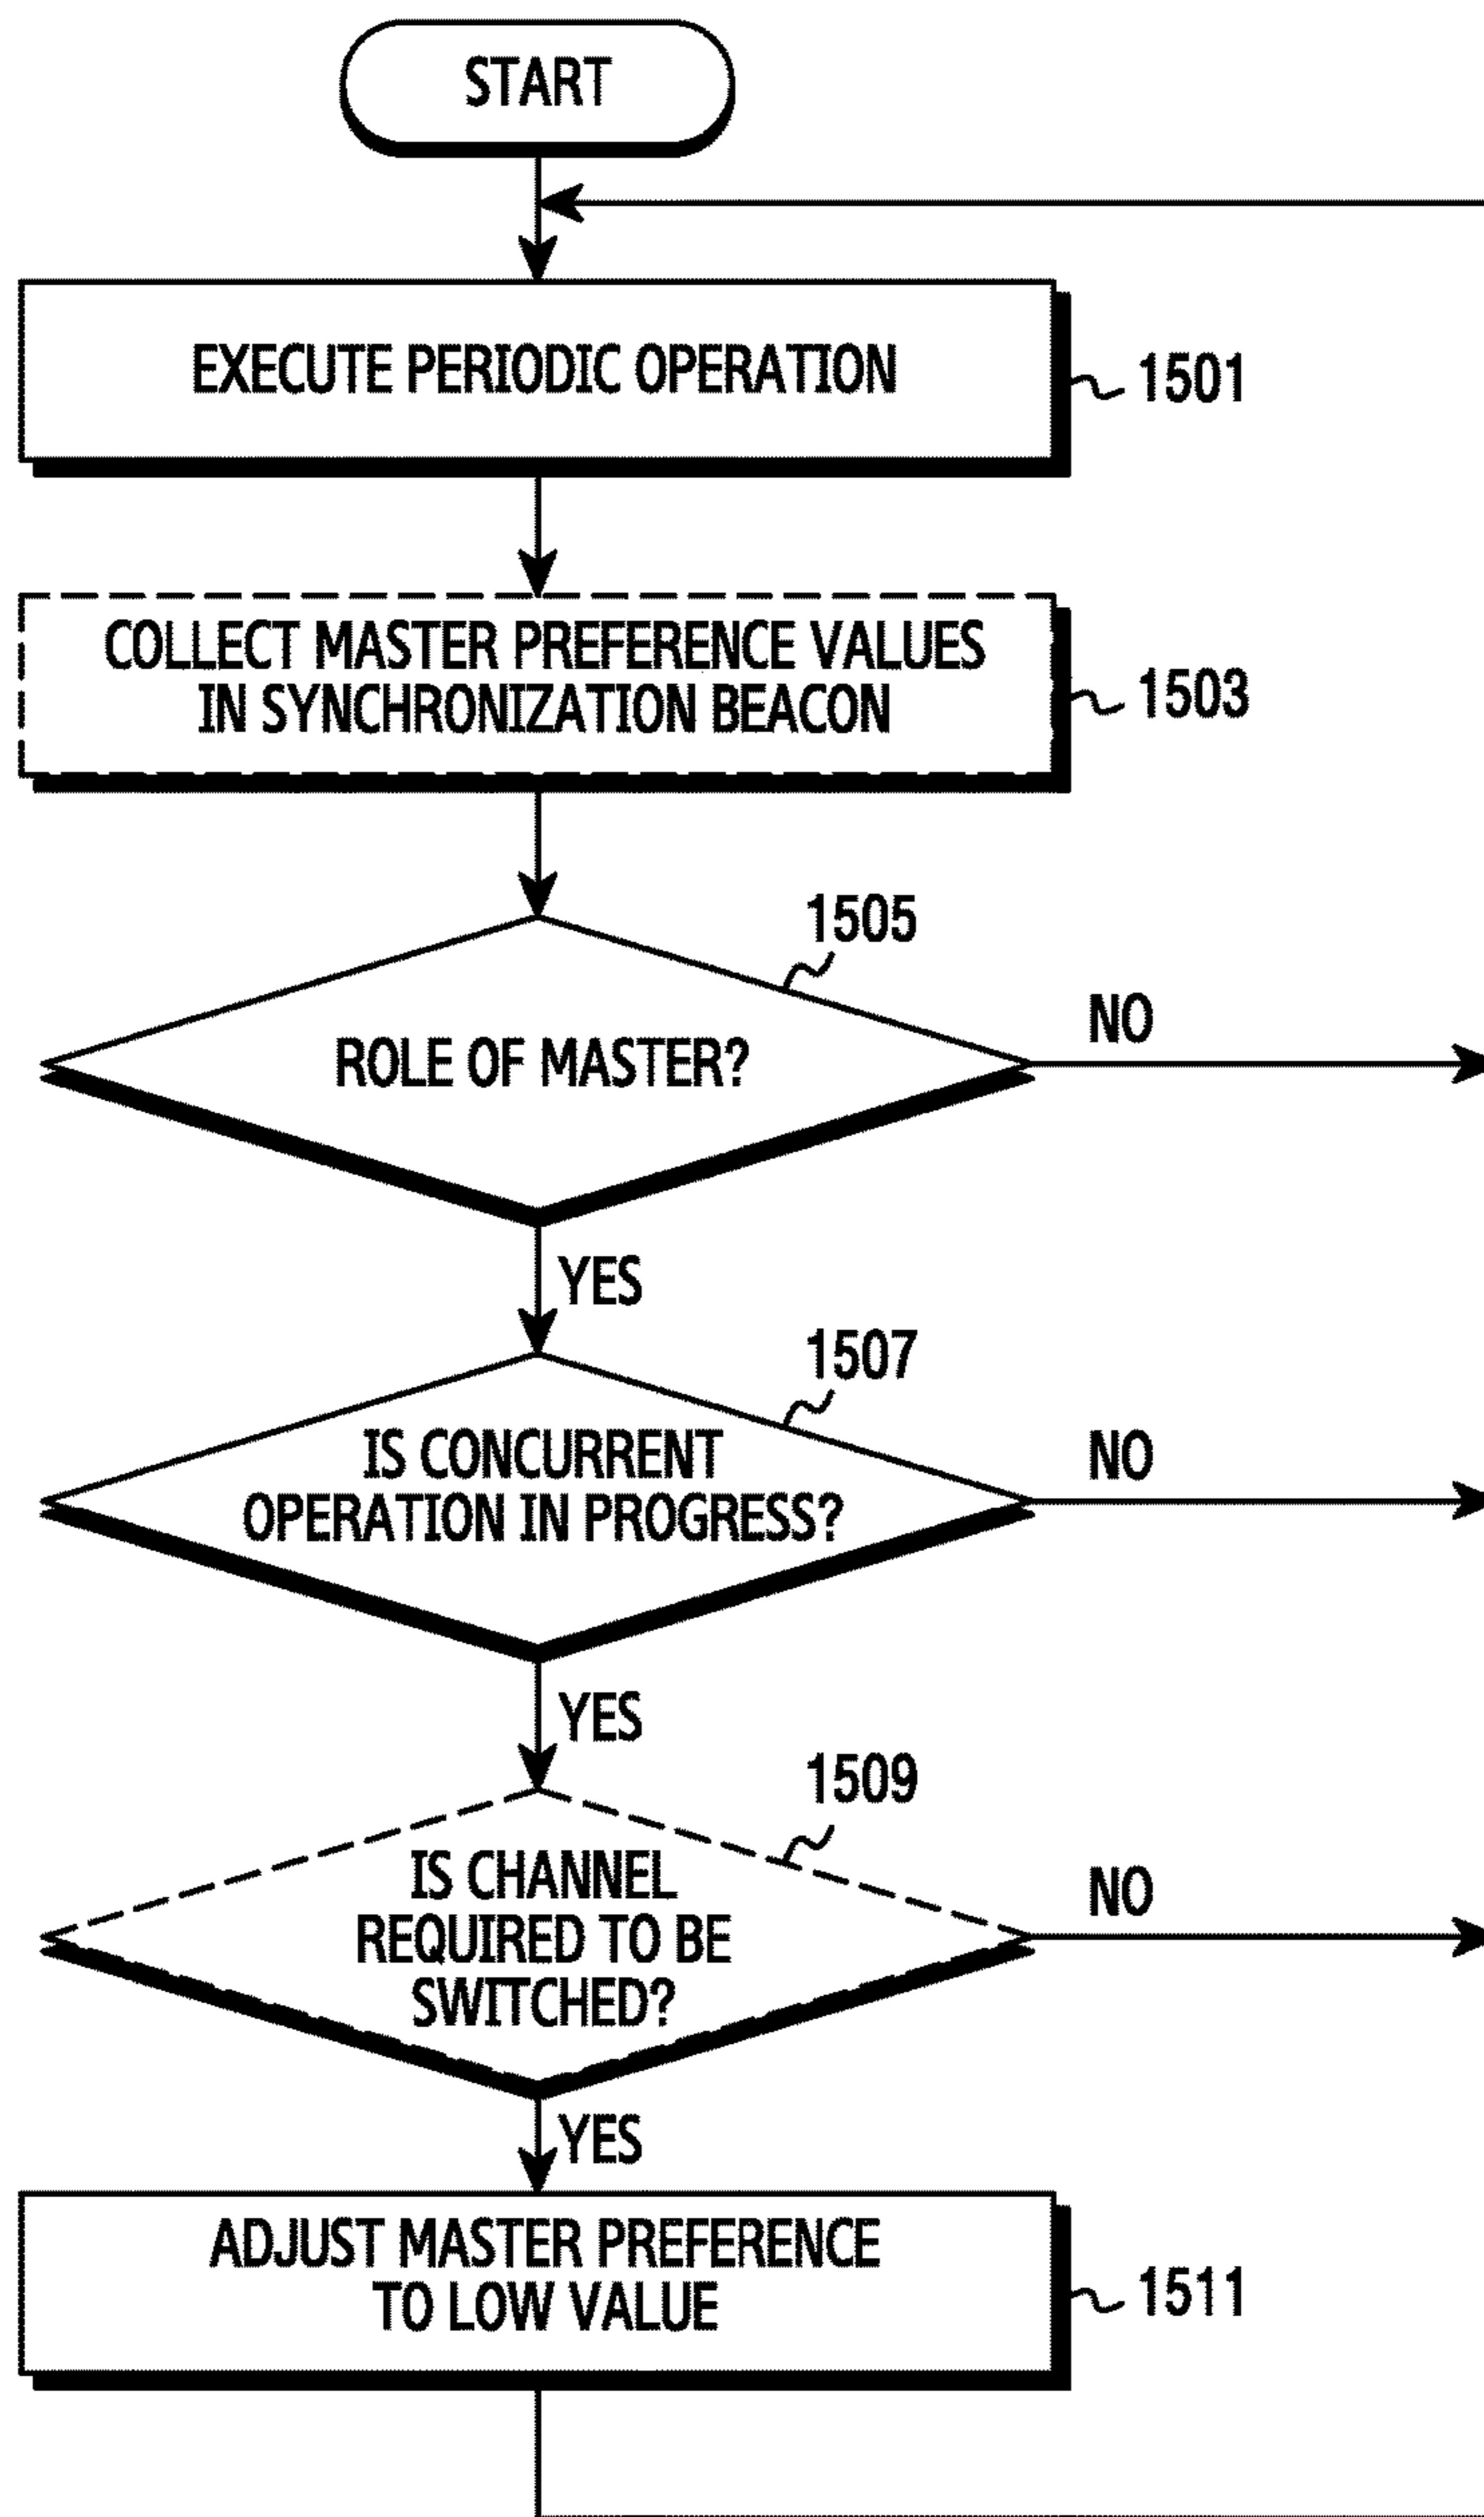 START
EXECUTE PERIODIC OPERATION
1501
COLLECT MASTER PREFERENCE VALUES
IN SYNCHRONIZATION BEACON
1503
1505
ROLE OF MASTER?
NO
YES
1507
IS CONCURRENT
OPERATION IN PROGRESS?
NO
YES
1509
IS CHANNEL
REQUIRED TO BE
SWITCHED?
NO
YES
ADJUST MASTER PREFERENCE
TO LOW VALUE
1511